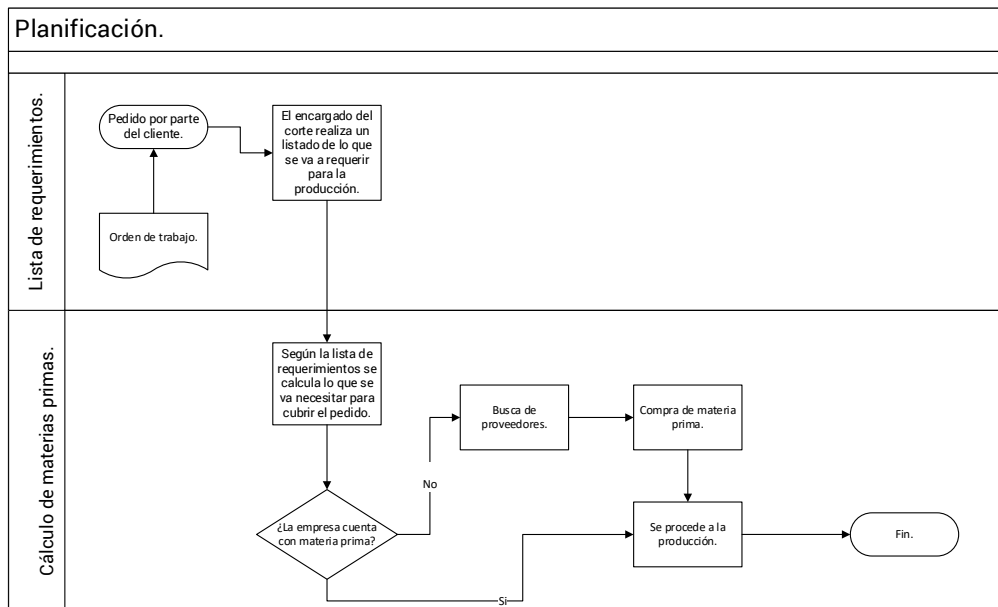 Planificación.
Lista de requerimientos.
Pedido por parte
del cliente.
El encargado del
corte realiza un
listado de lo que
se va a requerir
para la
producción.
Orden de trabajo.
Cálculo de materias primas.
Según la lista de
requerimientos se
calcula lo que se
va necesitar para
cubrir el pedido.
Busca de
proveedores.
Compra de materia
prima.
No
¿La empresa cuenta
con materia prima?
Se procede a la
producción.
Fin.
Si